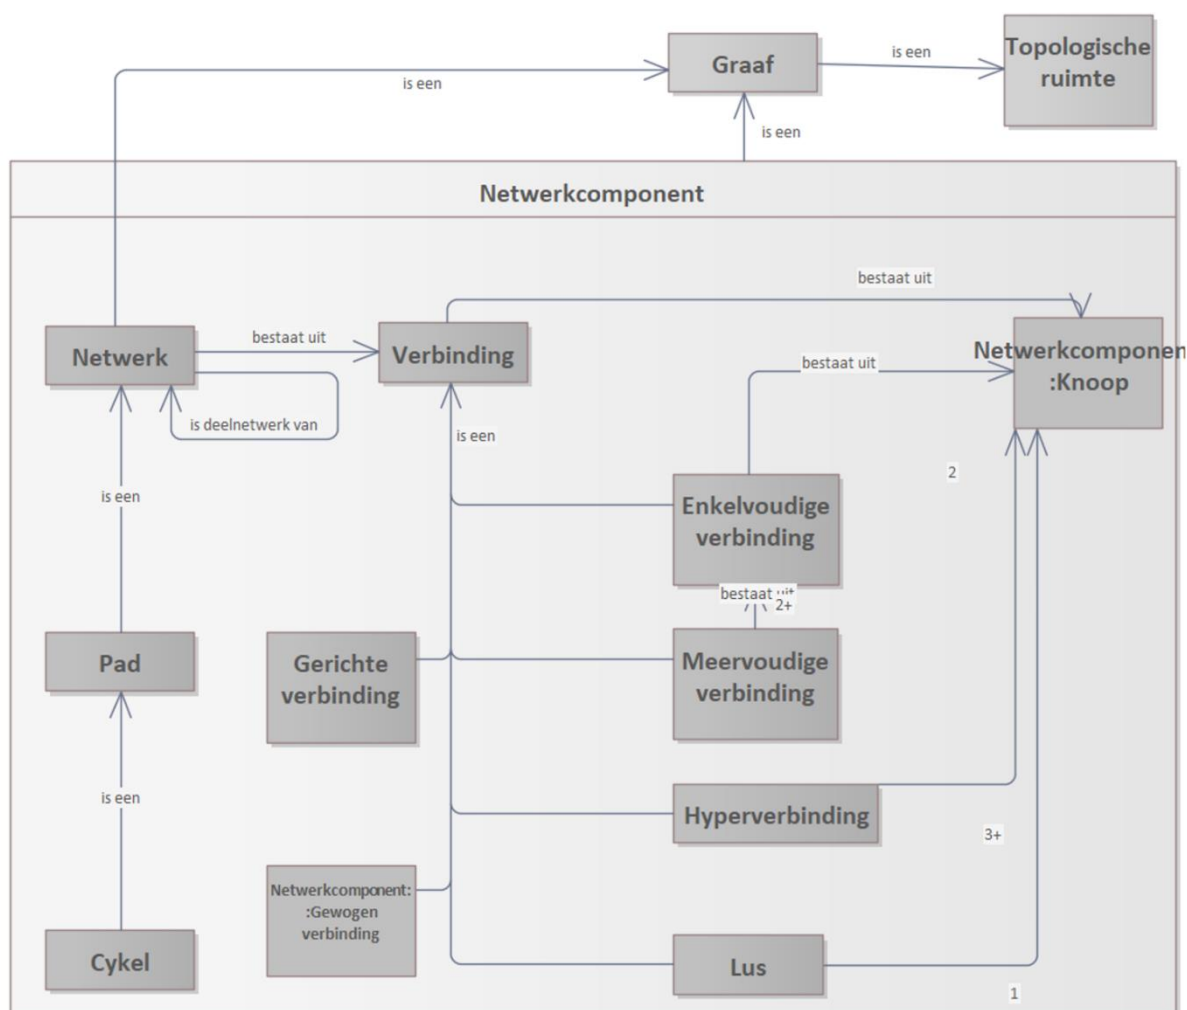 Topologische
ruimte
is een
Graaf
is een
is een
Netwerkcomponent
bestaat uit
bestaat uit
Netwerk
Verbinding
Netwerkcomponen
:Knoop
bestaat uit
is deelnetwerk van
is een
2
is een
Enkelvoudige
verbinding
bestaat uit
2+
Pad
Gerichte
verbinding
Meervoudige
verbinding
is een
Hyperverbinding
3+
Netwerkcomponent:
:Gewogen
verbinding
Cykel
Lus
1